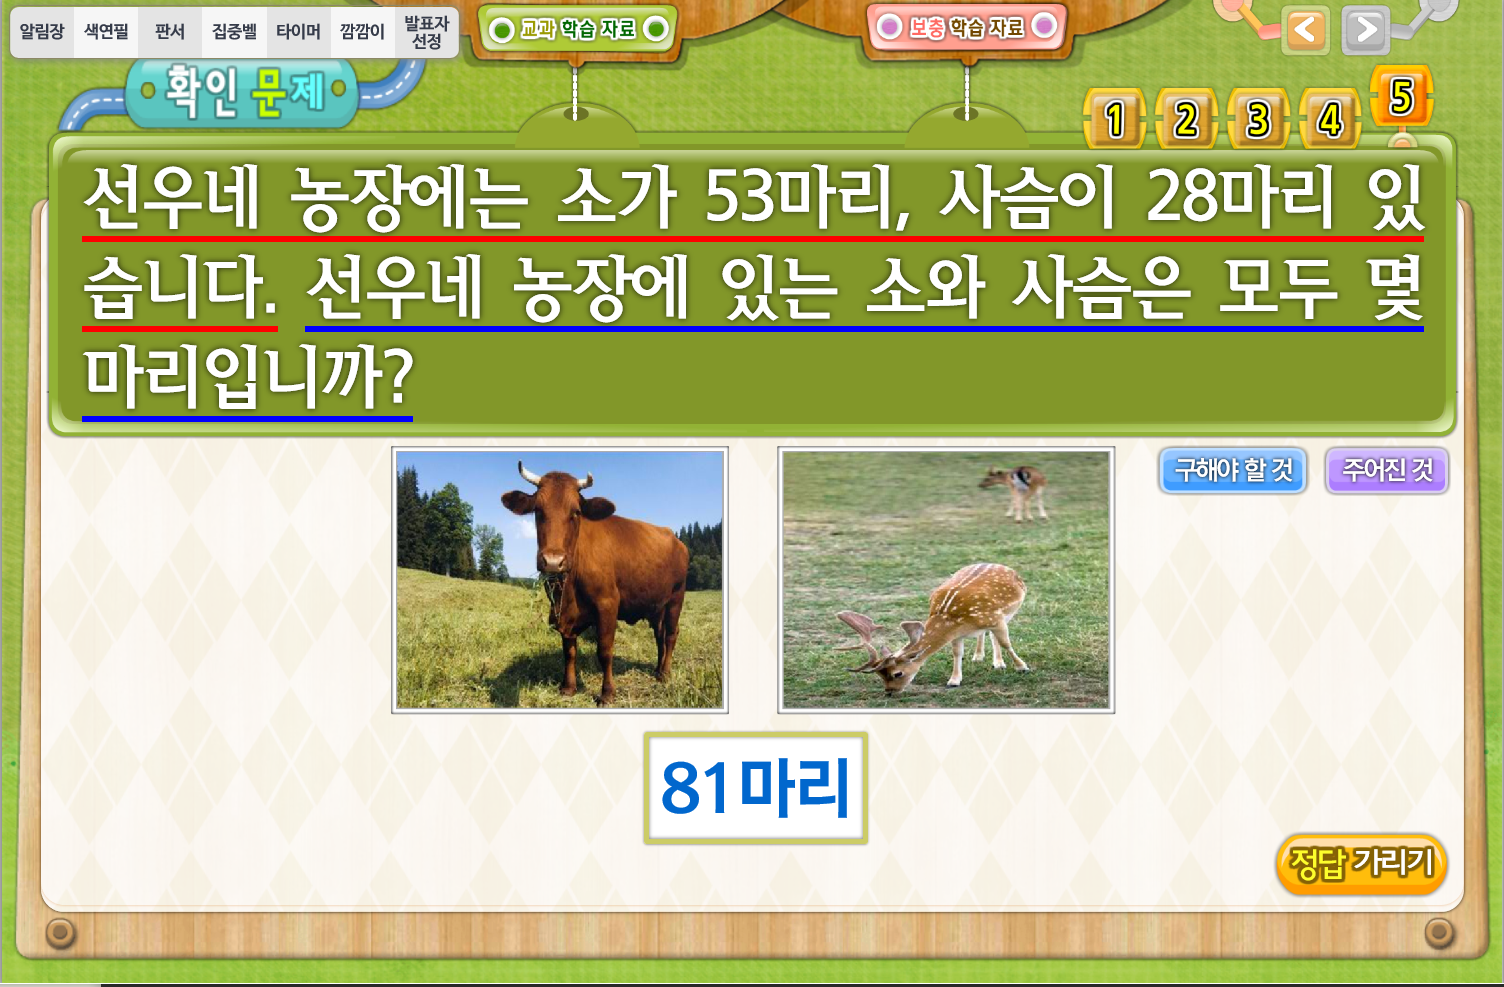 알림장 색연필 판서 집중벨 타이머 깜깜이 발표자 선정
교과 학습 자료
보충 학습 자료
확인 문제
1 2 3 4 5
선우네 농장에는 소가 53마리, 사슴이 28마리 있
습니다. 선우네 농장에 있는 소와 사슴은 모두 몇
마리입니까?
구해야 할 것 주어진 것
81마리
정답 가리기